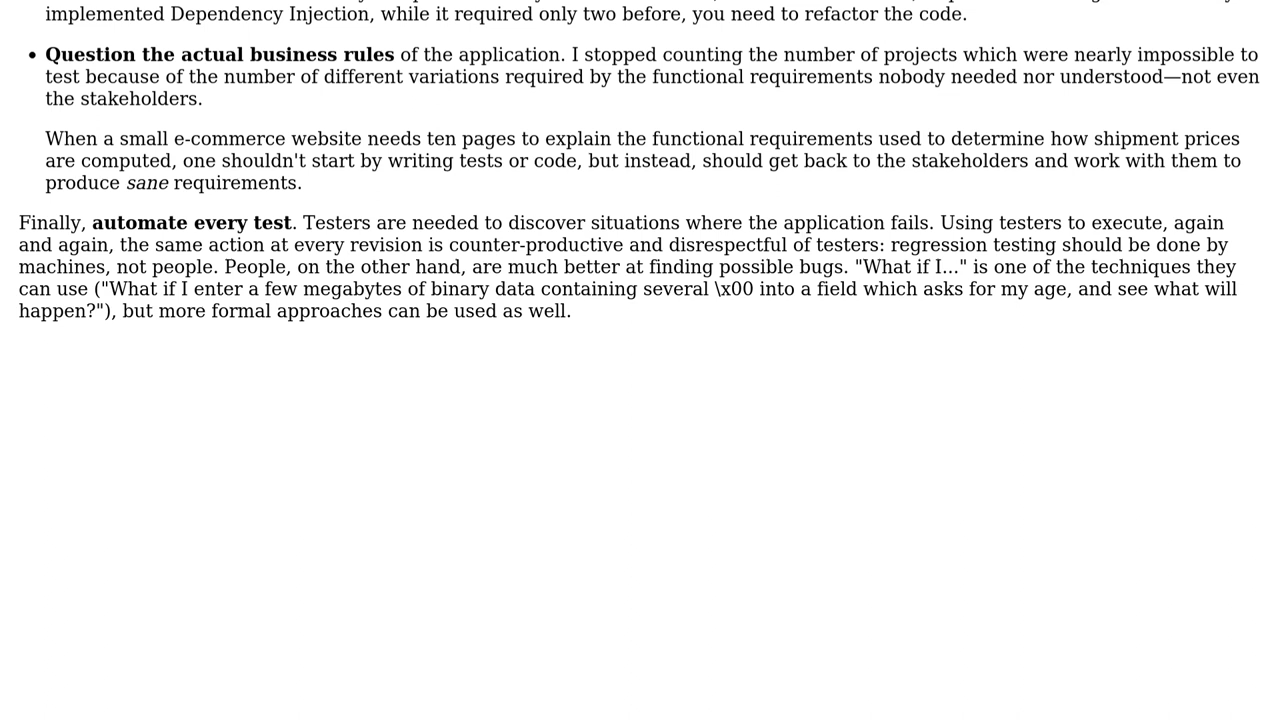 implemented Dependency Injection, while it required only two before, you need to refactor the code.
• Question the actual business rules of the application. I stopped counting the number of projects which were nearly impossible to
test because of the number of different variations required by the functional requirements nobody needed nor understood—not even
the stakeholders.
When a small e-commerce website needs ten pages to explain the functional requirements used to determine how shipment prices
are computed, one shouldn't start by writing tests or code, but instead, should get back to the stakeholders and work with them to
produce sane requirements.
Finally, automate every test. Testers are needed to discover situations where the application fails. Using testers to execute, again
and again, the same action at every revision is counter-productive and disrespectful of testers: regression testing should be done by
machines, not people. People, on the other hand, are much better at finding possible bugs. "What if I..." is one of the techniques they
can use ("What if I enter a few megabytes of binary data containing several \x00 into a field which asks for my age, and see what will
happen?"), but more formal approaches can be used as well.